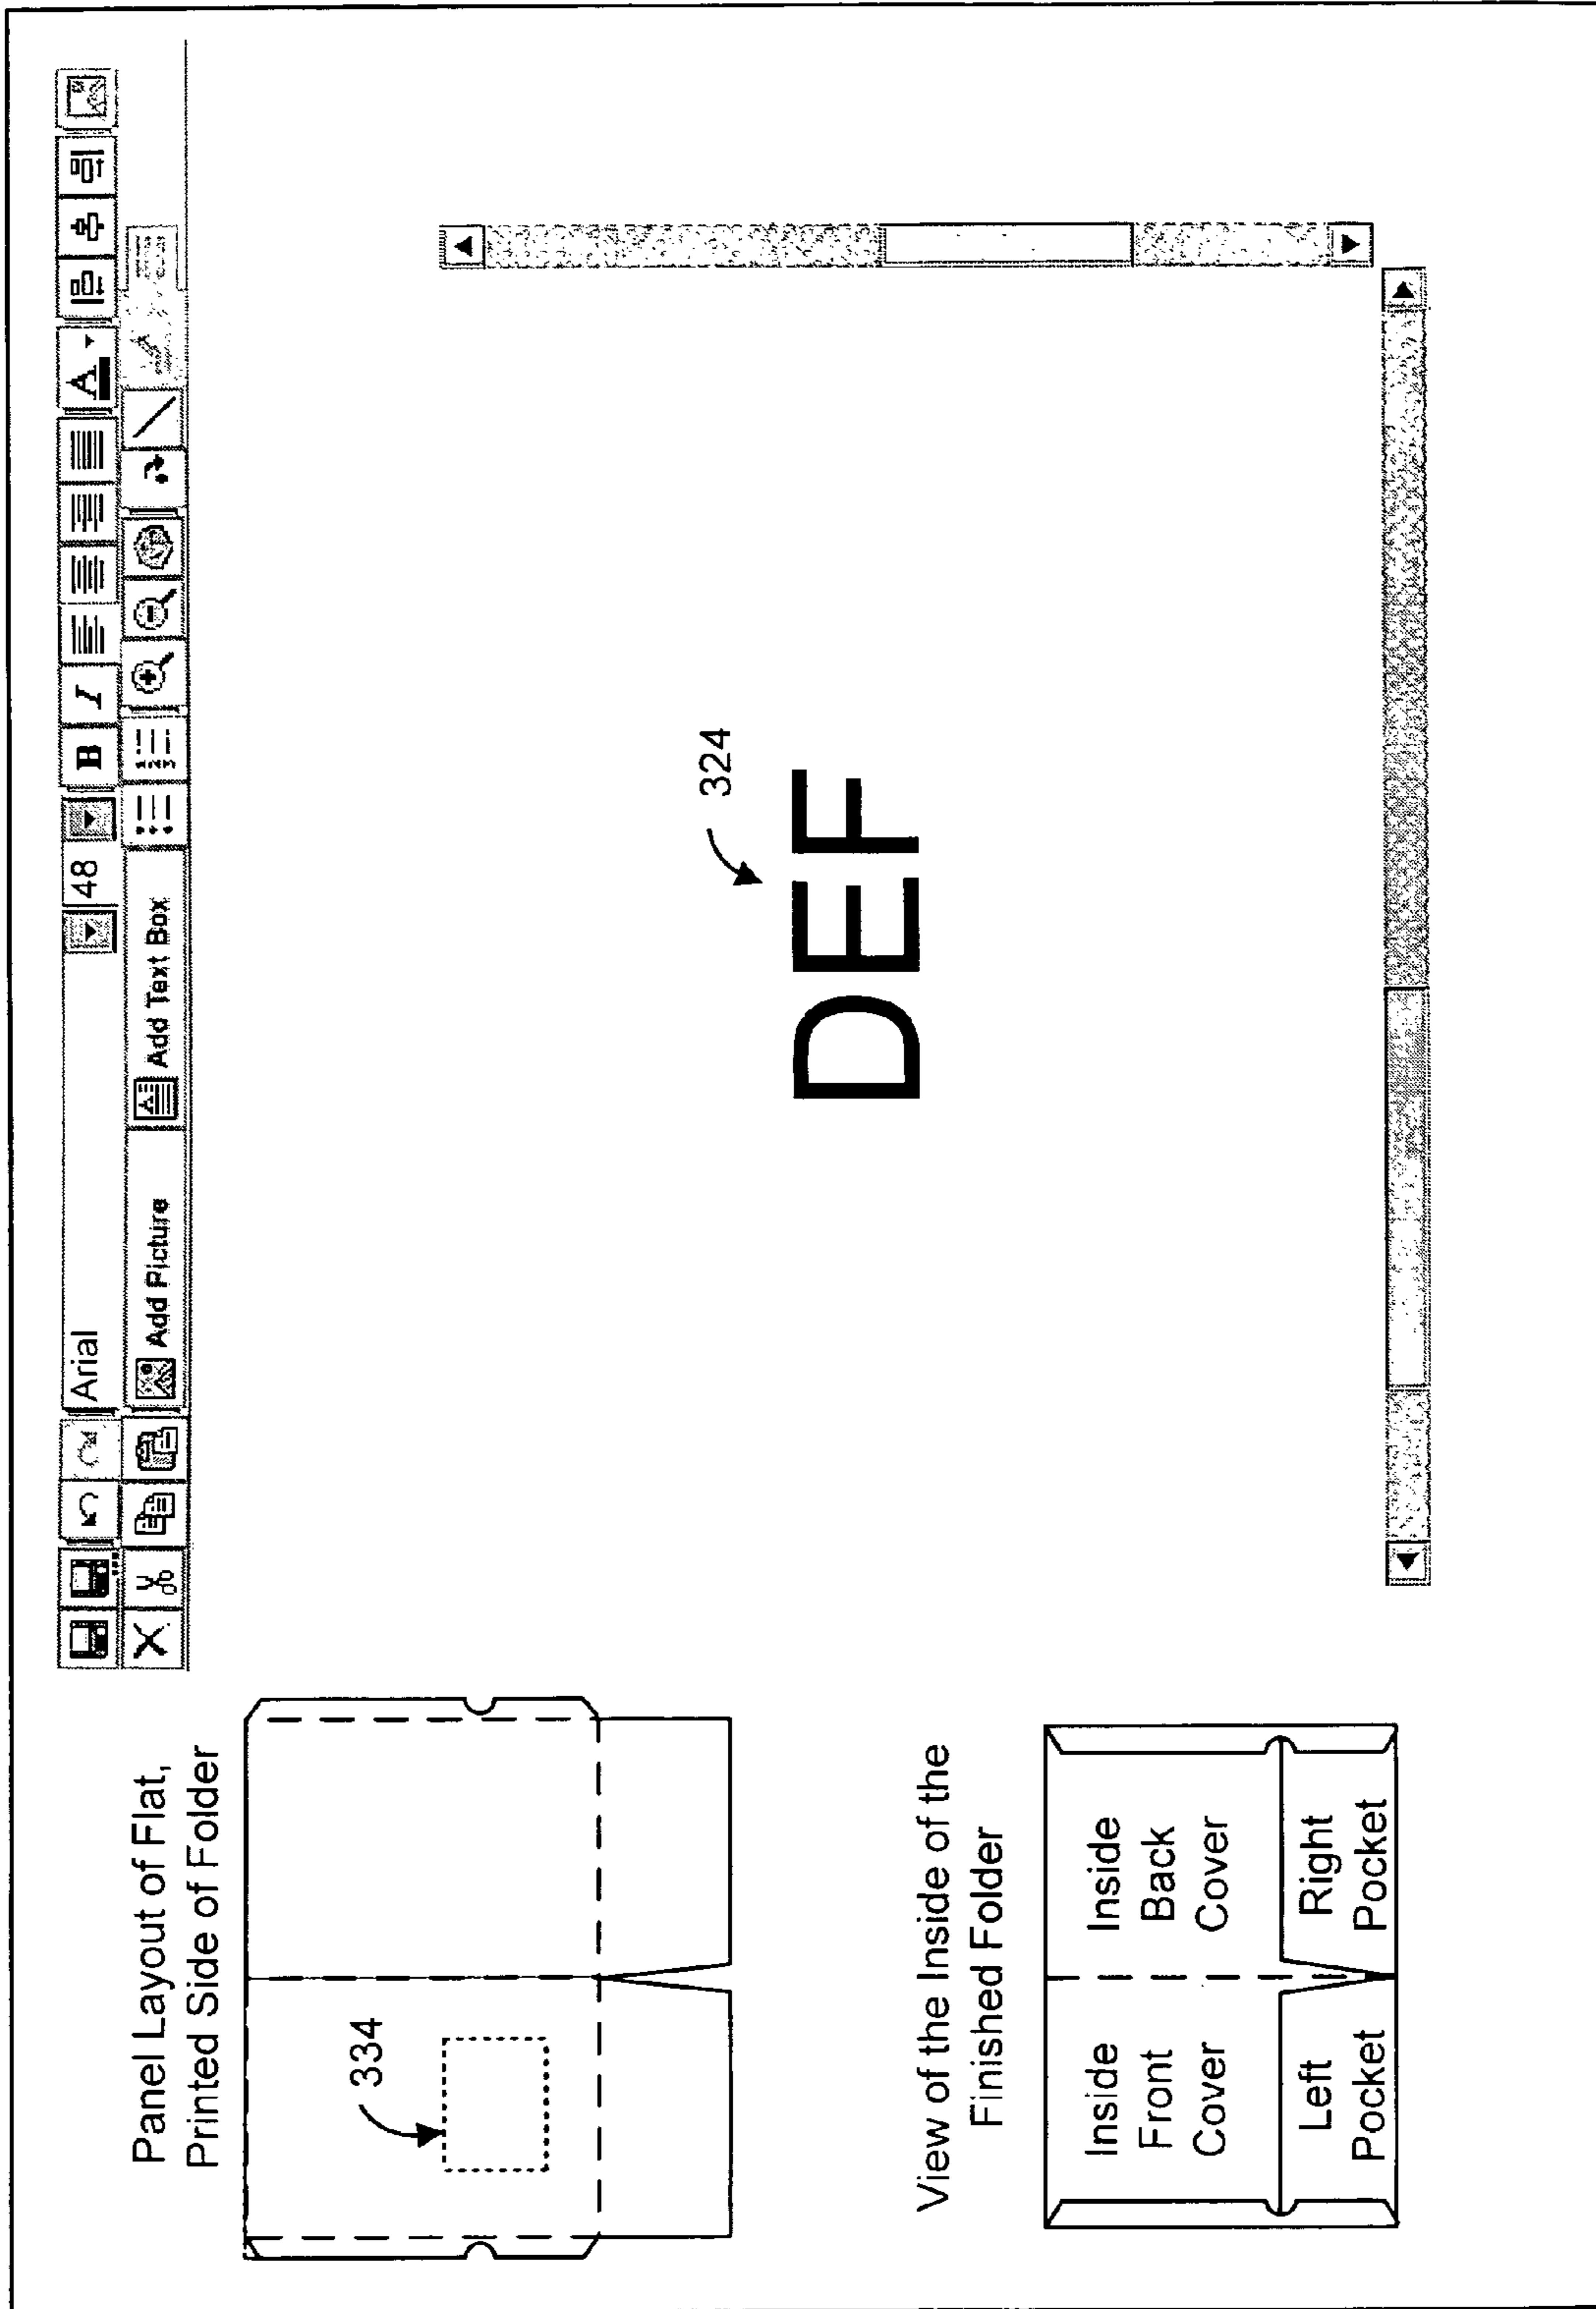 Arial
48
B
I
A
Add Picture
Add Text Box
Panel Layout of Flat,
Printed Side of Folder
334
324
DEF
View of the Inside of the
Finished Folder
Inside
Front
Cover
Inside
Back
Cover
Left
Pocket
Right
Pocket